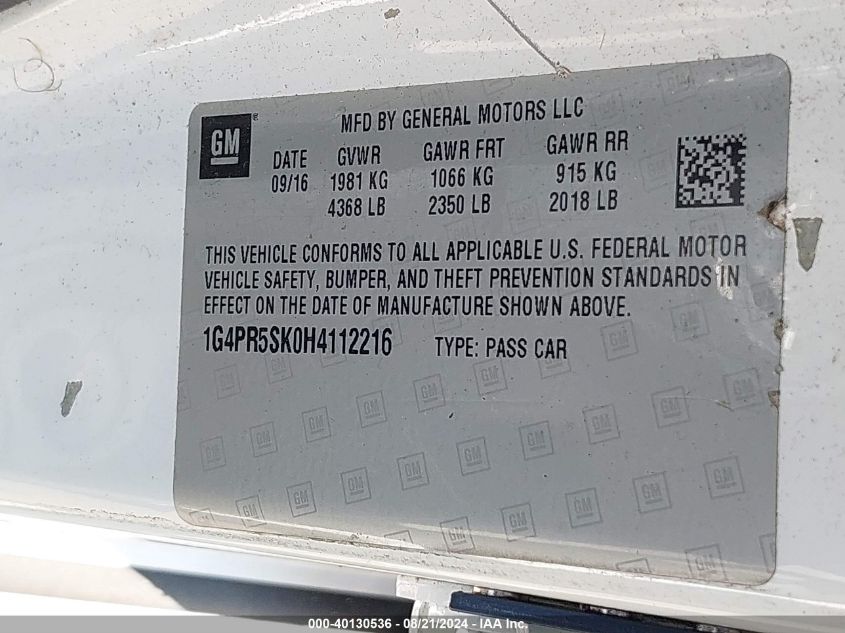 GM ®
MFD BY GENERAL MOTORS LLC
DATE GVWR GAWR FRT GAWR RR
09/16 1981 KG 1066 KG 915 KG
4368 LB 2350 LB 2018 LB
THIS VEHICLE CONFORMS TO ALL APPLICABLE U.S. FEDERAL MOTOR
VEHICLE SAFETY, BUMPER, AND THEFT PREVENTION STANDARDS IN
EFFECT ON THE DATE OF MANUFACTURE SHOWN ABOVE.
1G4PR5SK0H4112216 TYPE: PASS CAR
000-40130536 - 08/21/2024 - IAA, Inc.